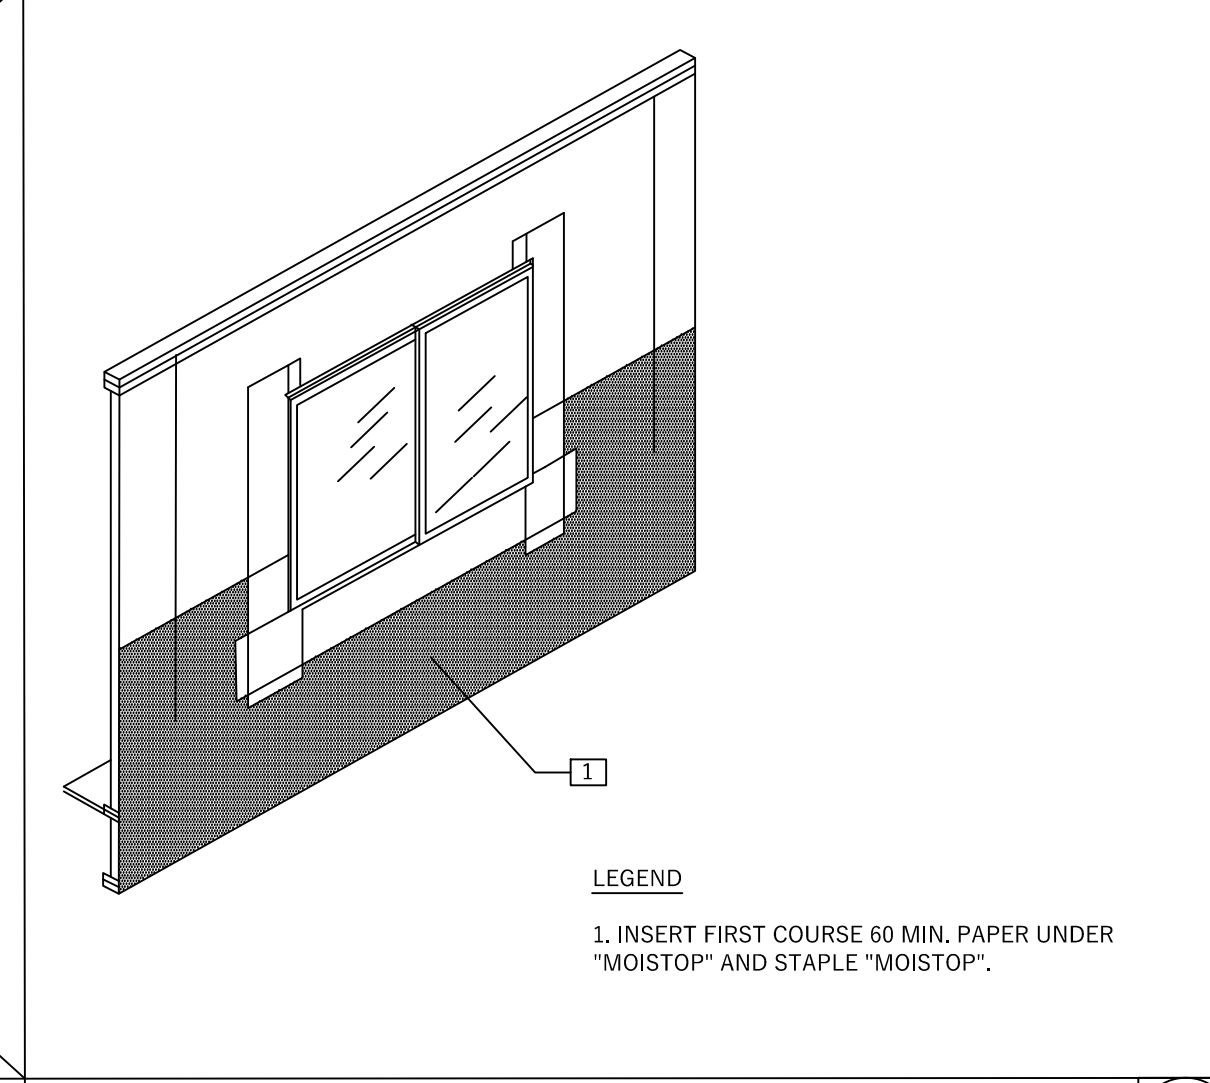 1
LEGEND
1. INSERT FIRST COURSE 60 MIN. PAPER UNDER
"MOISTOP" AND STAPLE "MOISTOP".